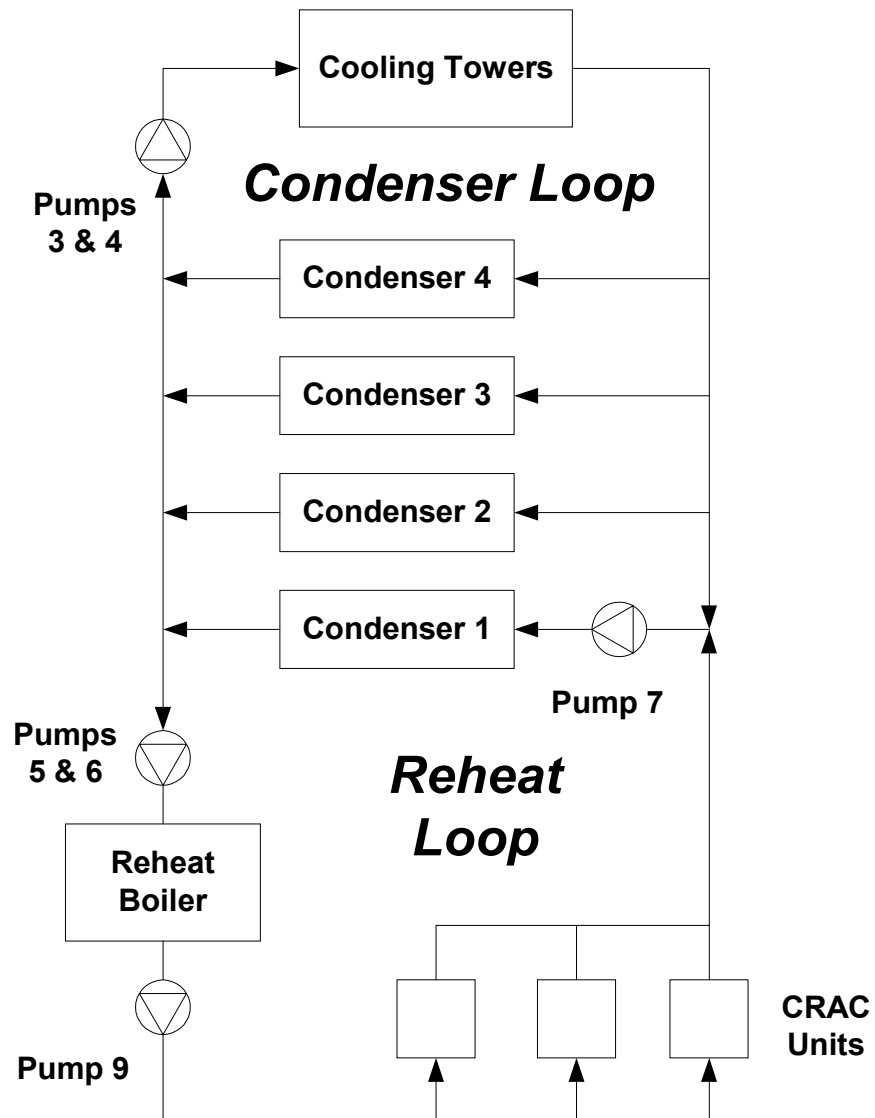 Cooling Towers
Condenser Loop
Pumps
3 & 4
Condenser 4
Condenser 3
Condenser 2
Condenser 1
Pump 7
Pumps
5 & 6
Reheat
Loop
Reheat
Boiler
CRAC
Units
Pump 9